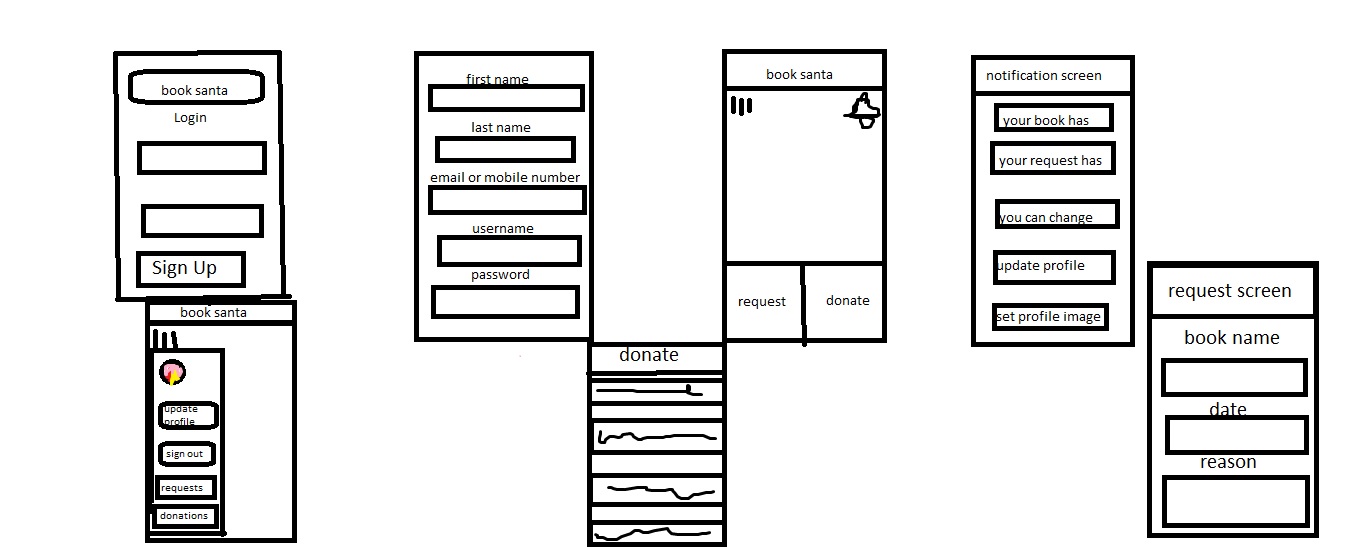 book santa
Login
Sign Up
book santa
update
profile
sign out
requests
donations
first name
last name
email or mobile number
username
password
donate
book santa
request
donate
notification screen
your book has
your request has
you can change
update profile
set profile image
request screen
book name
date
reason